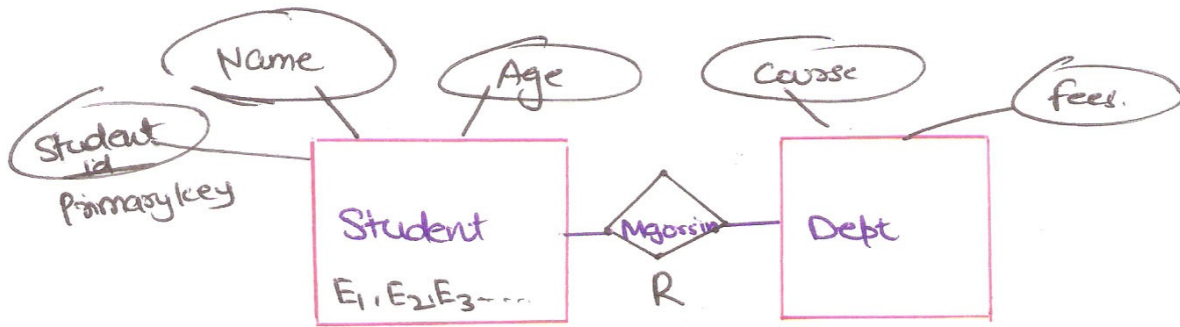 Name
Age
Course
fees.
Student
id
Primary key
Student
Dept
E1, E2, E3-...
R